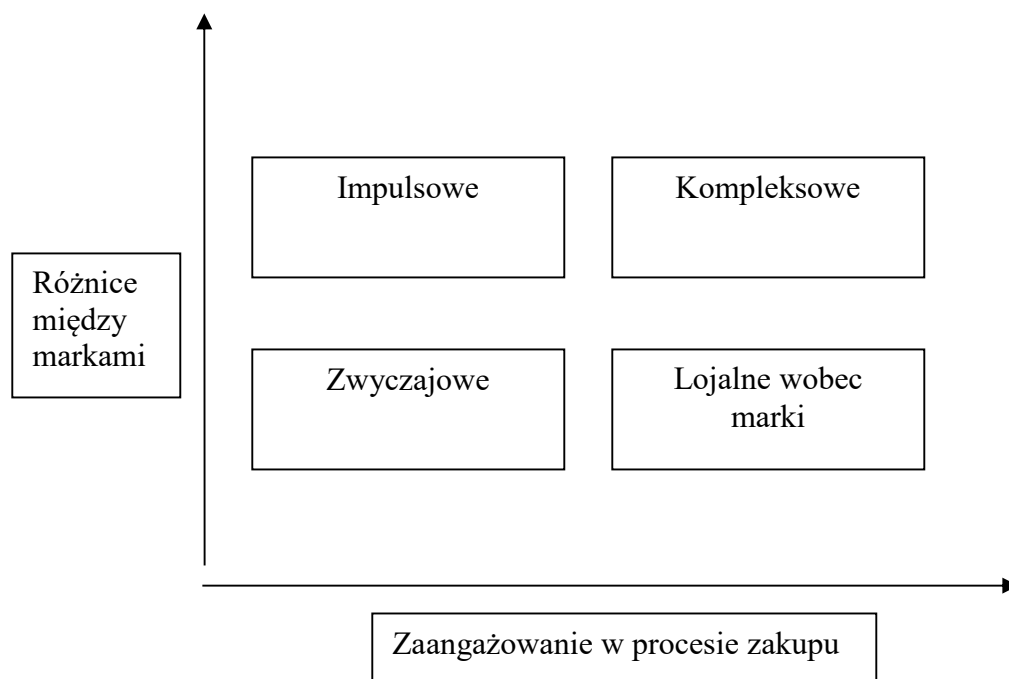 Impulsowe
Kompleksowe
Różnice
między
markami
Zwyczajowe
Lojalne wobec
marki
Zaangażowanie w procesie zakupu